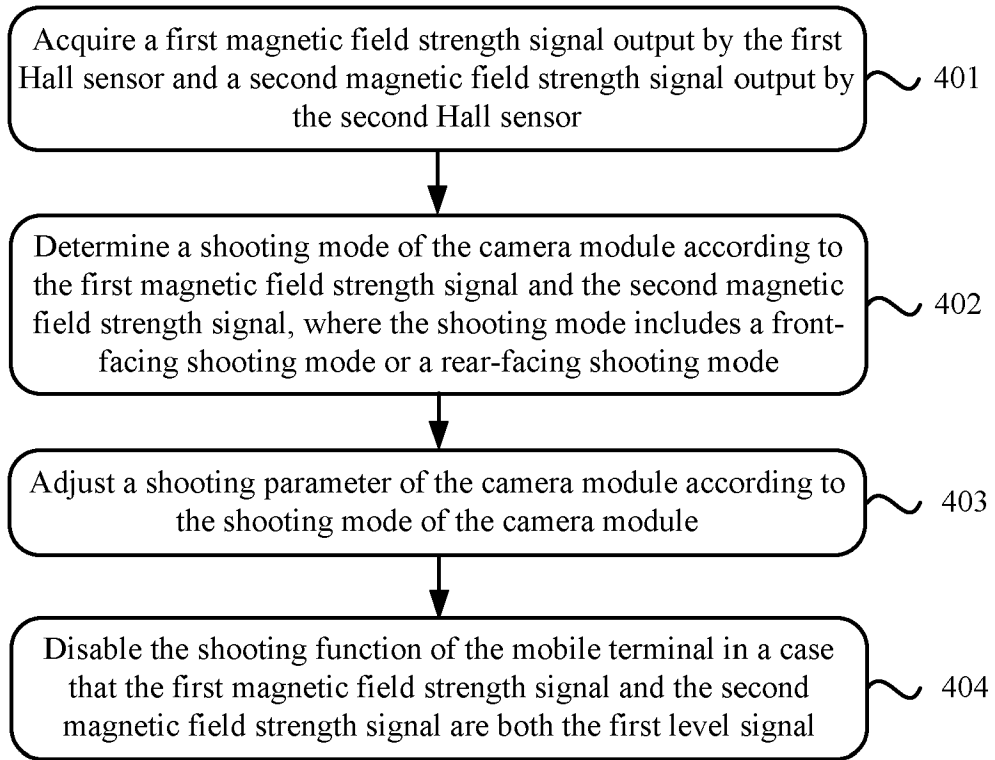 Acquire a first magnetic field strength signal output by the first
Hall sensor and a second magnetic field strength signal output by
the second Hall sensor
401
Determine a shooting mode of the camera module according to
the first magnetic field strength signal and the second magnetic
field strength signal, where the shooting mode includes a front-
facing shooting mode or a rear-facing shooting mode
402
Adjust a shooting parameter of the camera module according to
the shooting mode of the camera module
403
Disable the shooting function of the mobile terminal in a case
that the first magnetic field strength signal and the second
magnetic field strength signal are both the first level signal
404